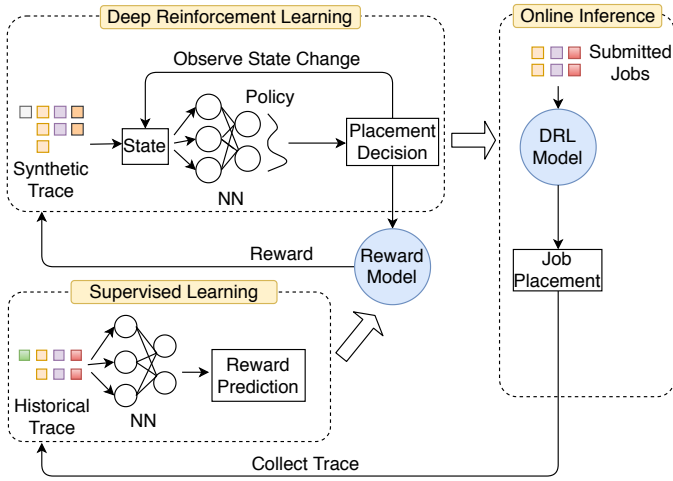 Deep Reinforcement Learning
Observe State Change
Policy
State
Placement
Decision
Synthetic
Trace
NN
Reward
Reward
Model
Supervised Learning
Reward
Prediction
Historical
Trace
NN
Collect Trace
Online Inference
Submitted
Jobs
DRL
Model
Job
Placement